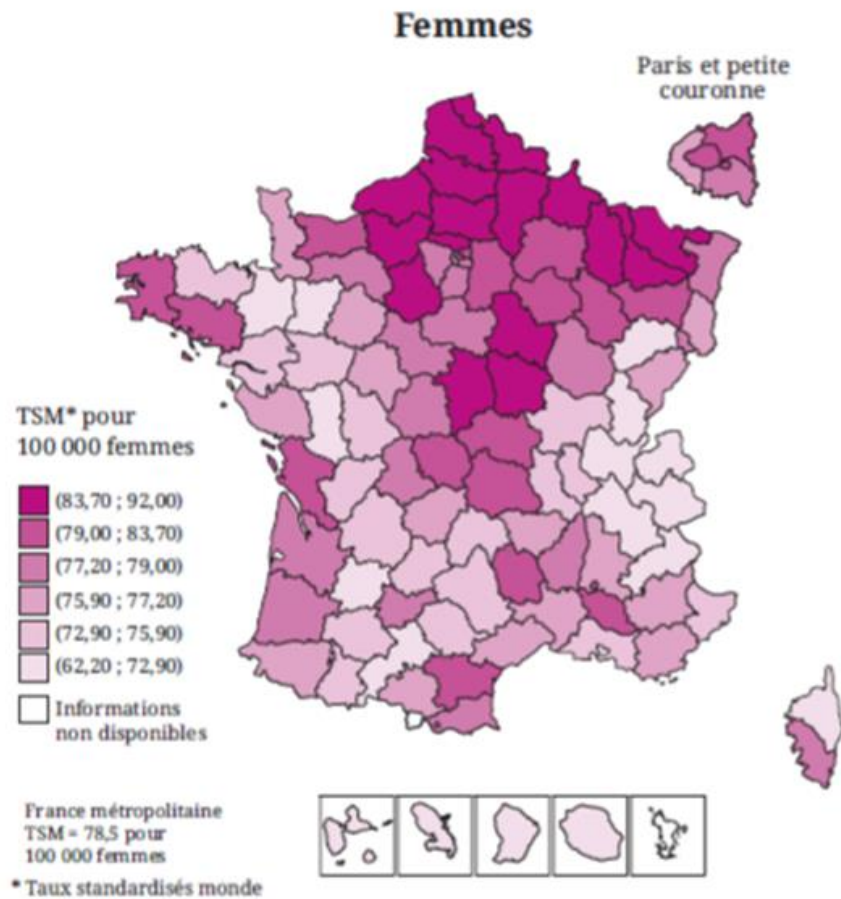 Femmes
Paris et petite
couronne
TSM* pour
100 000 femmes
(83,70 ; 92,00)
(79,00 ; 83,70)
(77,20 ; 79,00)
(75,90 ; 77,20)
(72,90 ; 75,90)
(62,20 ; 72,90)
Informations
non disponibles
France métropolitaine
TSM = 78,5 pour
100 000 femmes
* Taux standardisés monde